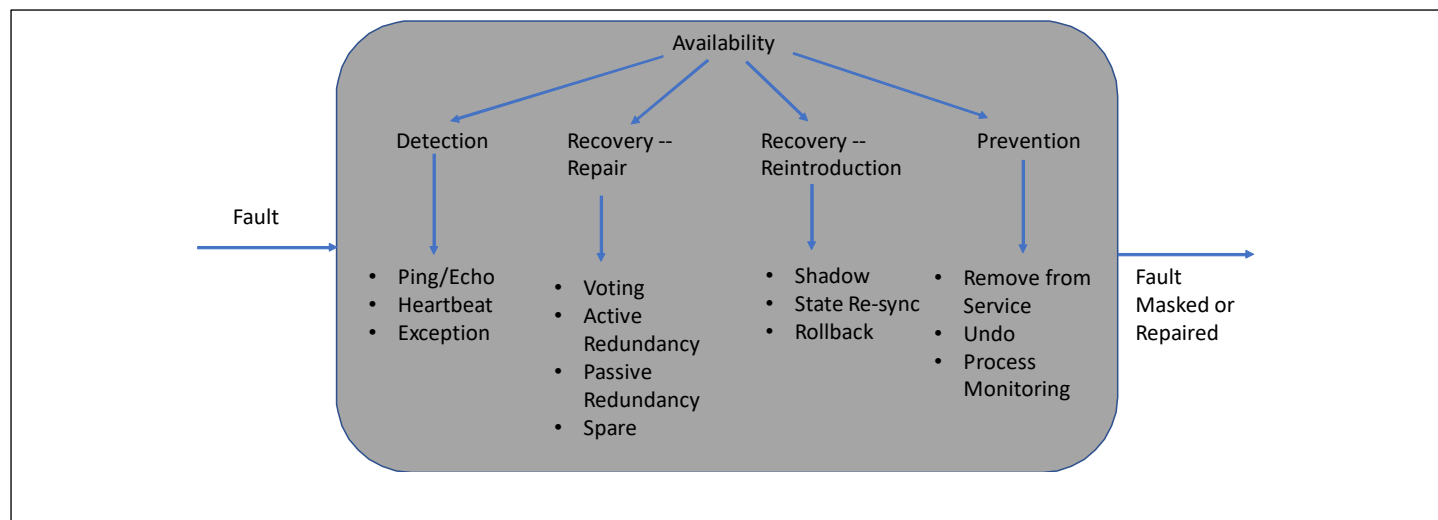 Availability
Detection
Recovery --
Repair
Recovery --
Reintroduction
Prevention
Fault
• Ping/Echo
• Heartbeat
• Exception
• Voting
• Active
Redundancy
• Passive
Redundancy
• Spare
• Shadow
• State Re-sync
• Rollback
• Remove from
Service
• Undo
• Process
Monitoring
Fault
Masked or
Repaired